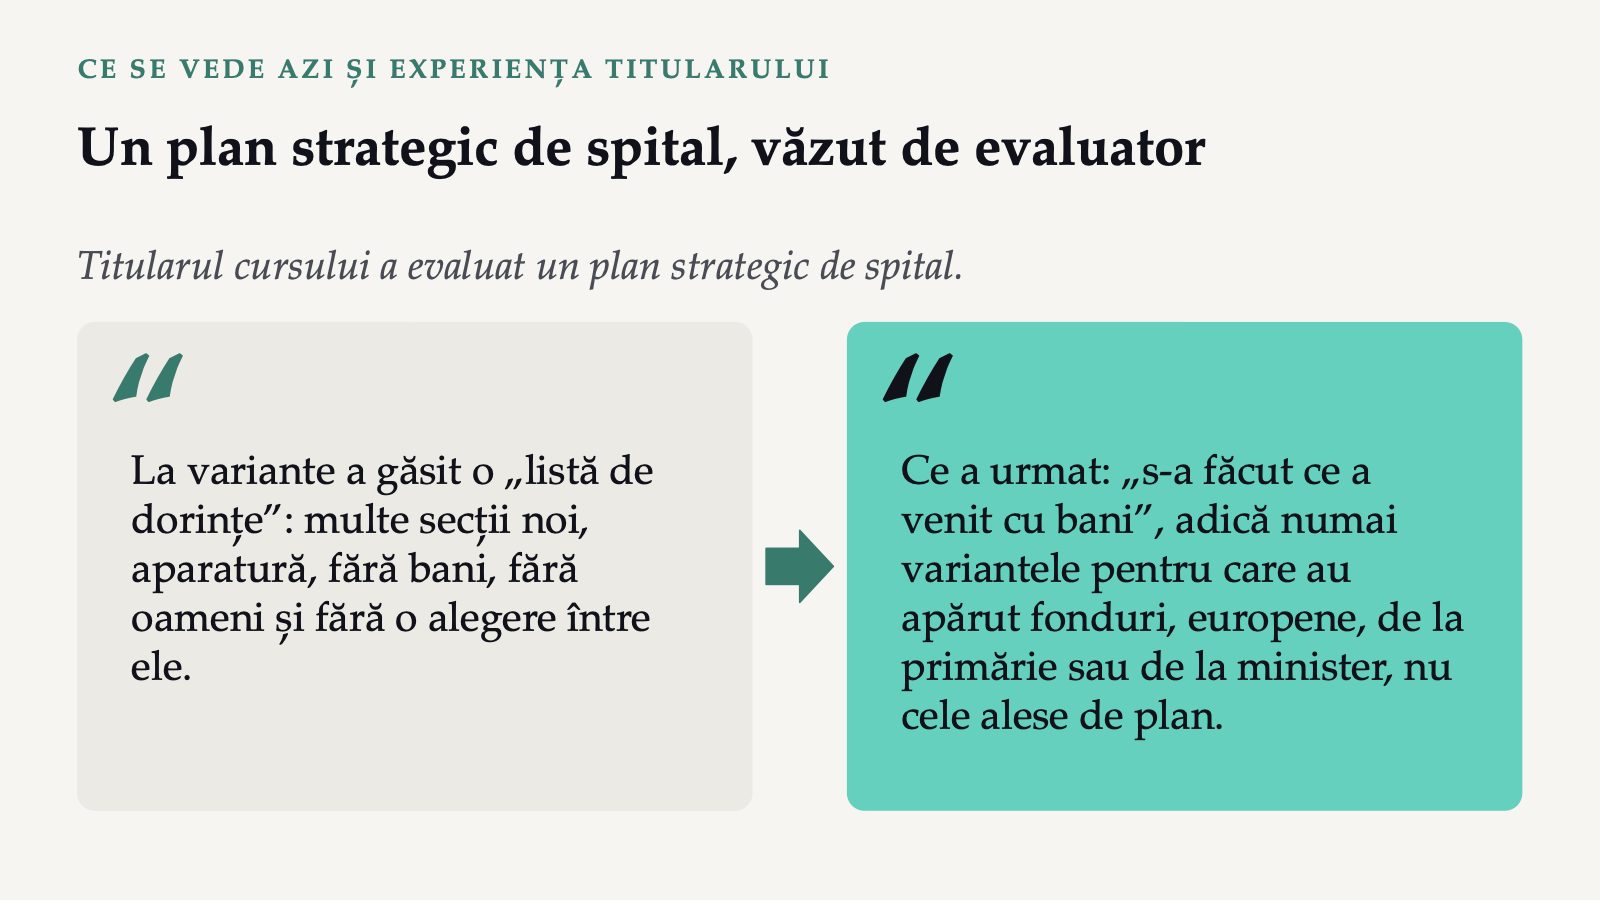 CE SE VEDE AZI ȘI EXPERIENȚA TITULARULUI
Un plan strategic de spital, văzut de evaluator
Titularul cursului a evaluat un plan strategic de spital.
“
La variante a găsit o „listă de
dorințe”: multe secții noi,
aparatură, fără bani, fără
oameni și fără o alegere între
ele.
“
Ce a urmat: „s-a făcut ce a
venit cu bani”, adică numai
variantele pentru care au
apărut fonduri, europene, de la
primărie sau de la minister, nu
cele alese de plan.